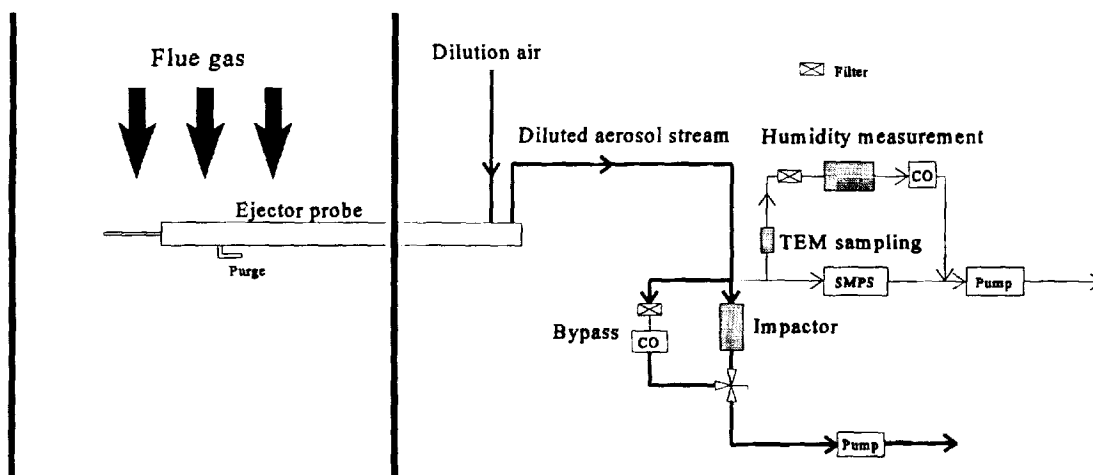 Flue gas
Dilution air
Filter
Diluted aerosol stream
Humidity measurement
CO
Ejector probe
TEM sampling
Purge
SMPS
Pump
Bypass
CO
Impactor
Pump